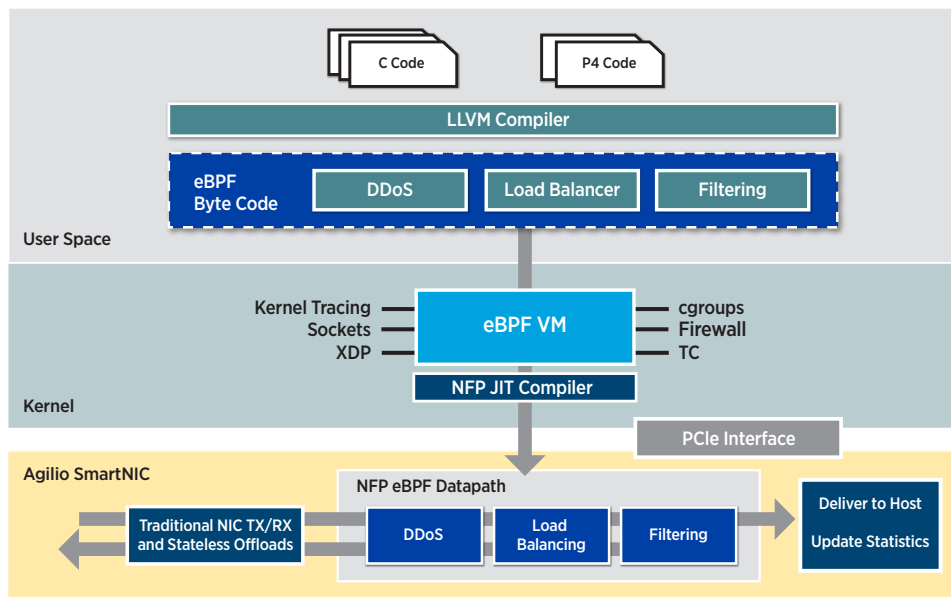 C Code
P4 Code
LLVM Compiler
eBPF
Byte Code
DDoS
Load Balancer
Filtering
User Space
Kernel Tracing
Sockets
XDP
eBPF VM
cgroups
Firewall
TC
NFP JIT Compiler
Kernel
PCIe Interface
Agilio SmartNIC
NFP eBPF Datapath
Traditional NIC TX/RX
and Stateless Offloads
DDoS
Load
Balancing
Filtering
Deliver to Host
Update Statistics